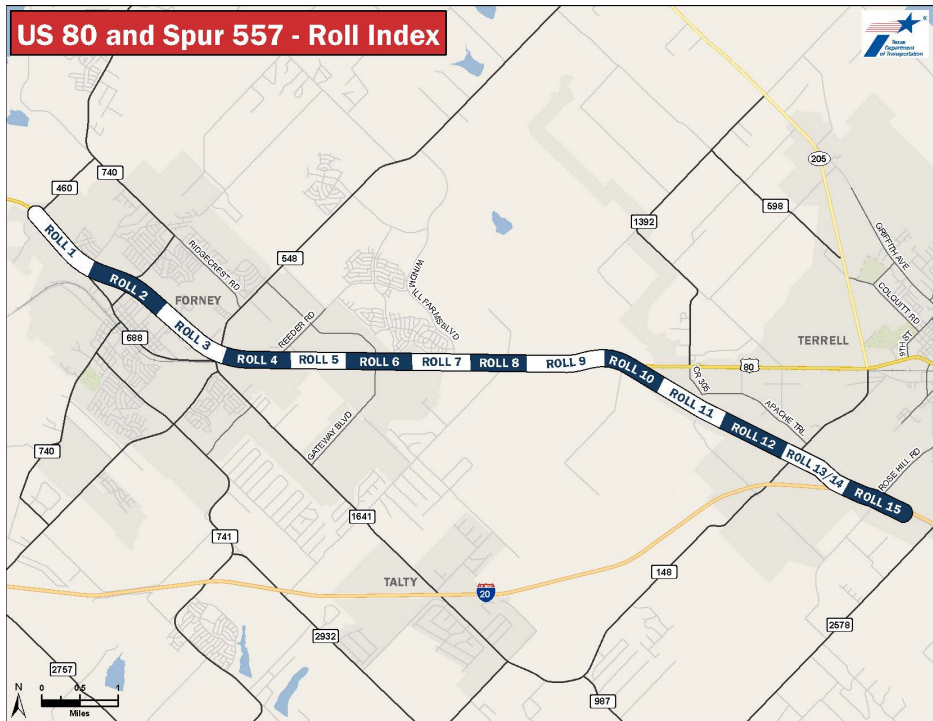 US 80 and Spur 557 - Roll Index
Texas
Department
of Transportation
460
740
205
598
1392
GRIFFITH AVE
COLQUITT RD
9TH ST
RIDGECREST RD
548
WINDMILL FARMS BLVD
ROLL 1
ROLL 2
FORNEY
ROLL 3
REEDER RD
688
TERRELL
ROLL 4
ROLL 5
ROLL 6
ROLL 7
ROLL 8
ROLL 9
ROLL 10
80
CR 305
ROLL 11
APACHE TRL
ROLL 12
GATEWAY BLVD
740
ROLL 13/14
ROSE HILL RD
ROLL 15
1641
741
TALTY
20
148
2932
2578
2757
987
N
0 0.5 1
Miles